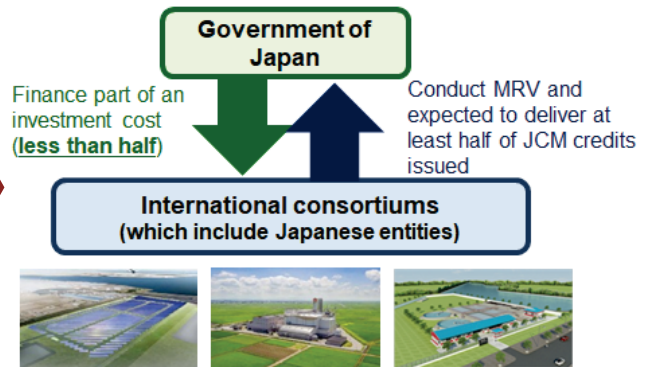 Government of
Japan
Finance part of an
investment cost
(less than half)
Conduct MRV and
expected to deliver at
least half of JCM credits
issued
International consortiums
(which include Japanese entities)